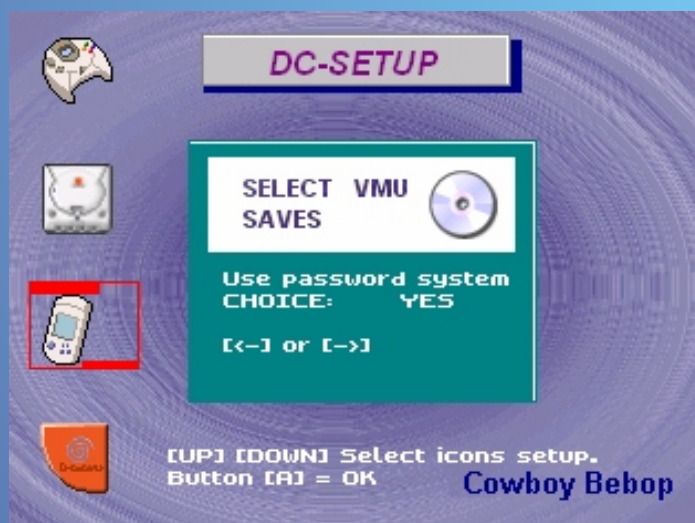 DC-SETUP
SELECT VMU
SAVES
Use password system
CHOICE: YES
[<-] or [->]
[UP] [DOWN] Select icons setup.
Button [A] = OK
Cowboy Bebop